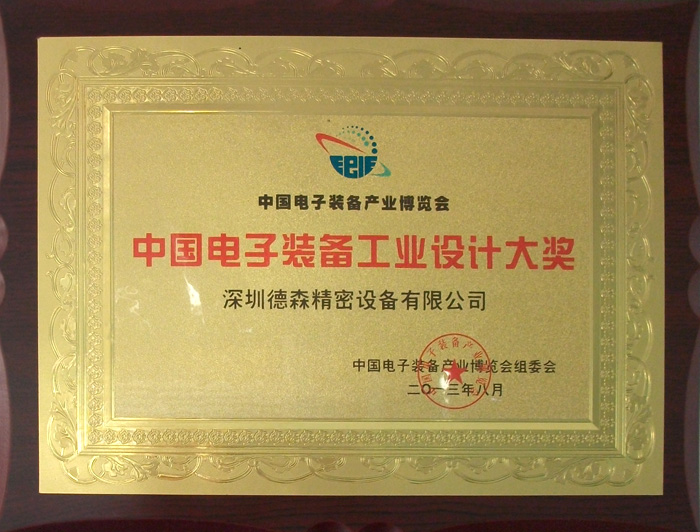 EPIE
中国电子装备产业博览会
中国电子装备工业设计大奖
深圳德森精密设备有限公司
中国电子装备产业博览会组委会
二〇一三年八月